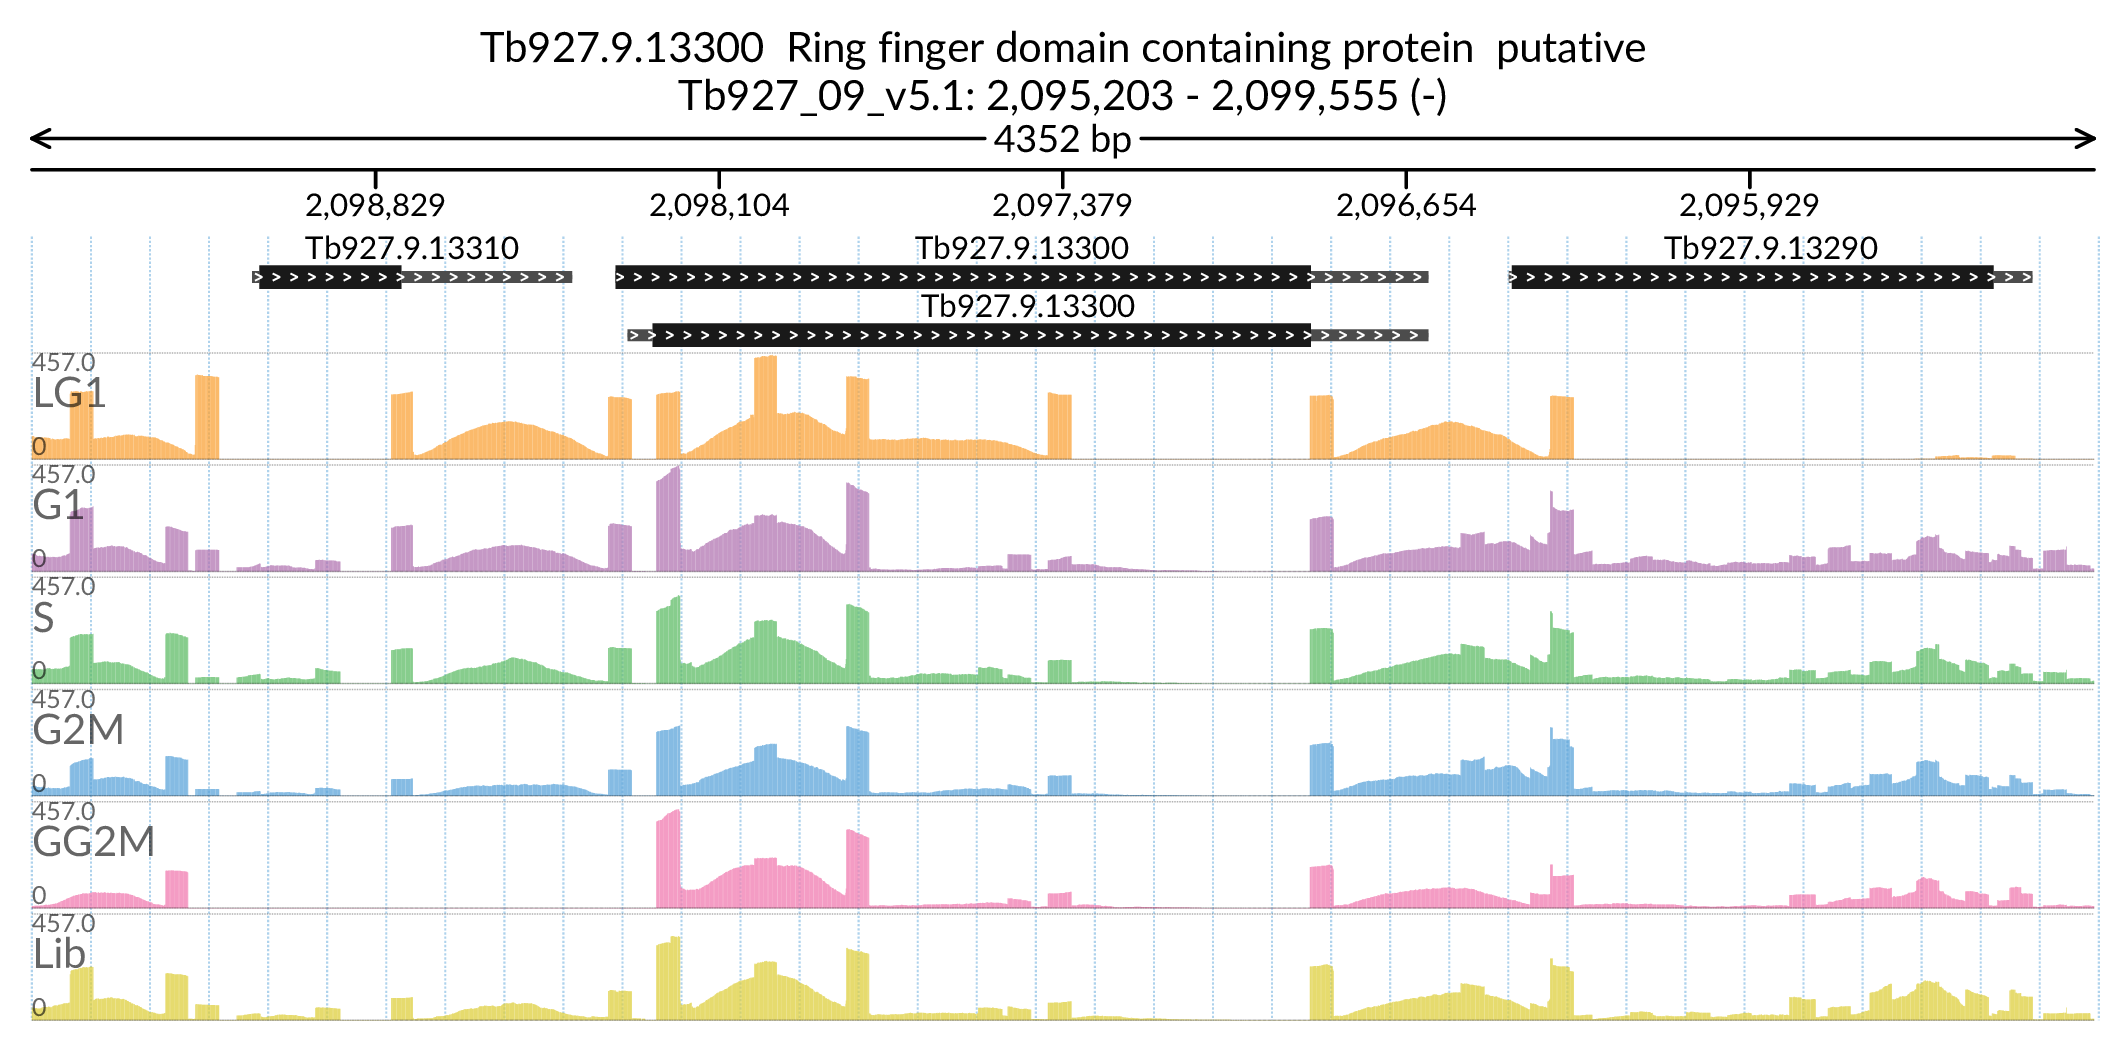 Tb927.9.13300  Ring finger domain containing protein  putative
Tb927_09_v5.1: 2,095,203 - 2,099,555 (-)
4352 bp
2,098,829 2,098,104 2,097,379 2,096,654 2,095,929
Tb927.9.13310 Tb927.9.13300 Tb927.9.13290
Tb927.9.13300
457.0
LG1
0
457.0
G1
0
457.0
S
0
457.0
G2M
0
457.0
GG2M
0
457.0
Lib
0